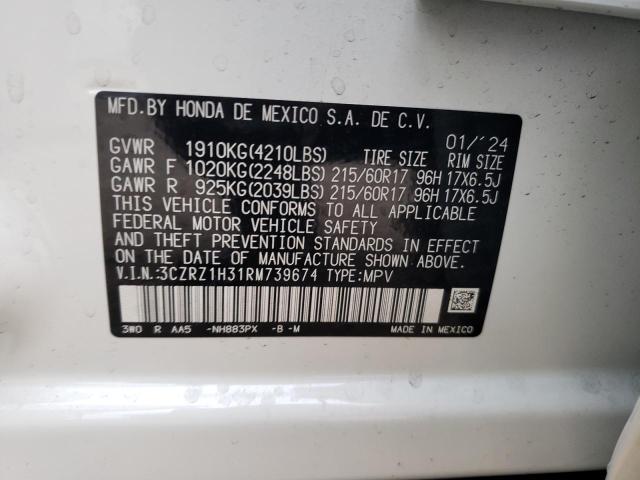 MFD.BY HONDA DE MEXICO S.A. DE C.V.
01/'24
GVWR 1910KG(4210LBS) TIRE SIZE RIM SIZE
GAWR F 1020KG(2248LBS) 215/60R17 96H 17X6.5J
GAWR R 925KG(2039LBS) 215/60R17 96H 17X6.5J
THIS VEHICLE CONFORMS TO ALL APPLICABLE
FEDERAL MOTOR VEHICLE SAFETY
AND THEFT PREVENTION STANDARDS IN EFFECT
ON THE DATE OF MANUFACTURE SHOWN ABOVE.
V.I.N.:3CZRZ1H31RM739674 TYPE:MPV
3W0 R AA5 -NH883PX -B -M MADE IN MEXICO